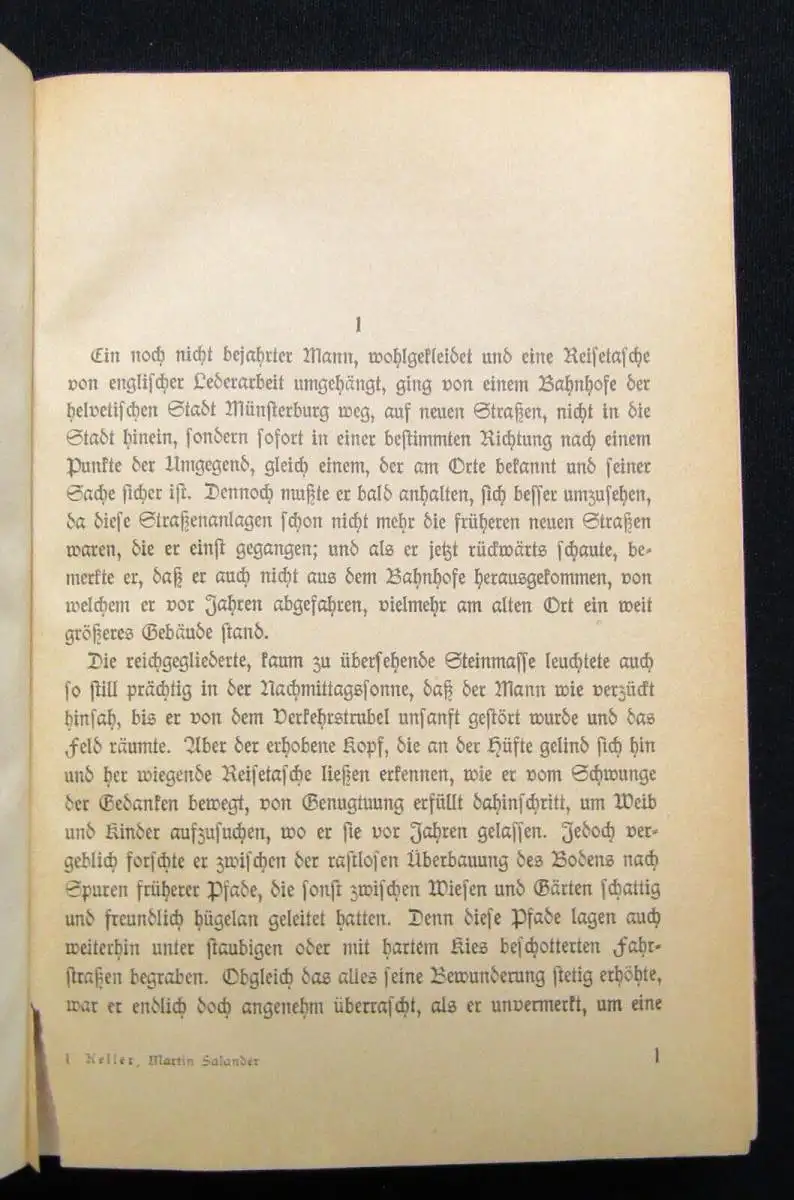 1
Ein noch nicht bejahrter Mann, wohlgekleidet und eine Reisetasche
von englischer Lederarbeit umgehängt, ging von einem Bahnhofe der
helvetischen Stadt Münsterburg weg, auf neuen Straßen, nicht in die
Stadt hinein, sondern sofort in einer bestimmten Richtung nach einem
Punkte der Umgegend, gleich einem, der am Orte bekannt und seiner
Sache sicher ist. Dennoch mußte er bald anhalten, sich besser umzusehen,
da diese Straßenanlagen schon nicht mehr die früheren neuen Straßen
waren, die er einst gegangen; und als er jetzt rückwärts schaute, be-
merkte er, daß er auch nicht aus dem Bahnhofe herausgekommen, von
welchem er vor Jahren abgefahren, vielmehr am alten Ort ein weit
größeres Gebäude stand.
Die reichgegliederte, kaum zu übersehende Steinmasse leuchtete auch
so still prächtig in der Nachmittagssonne, daß der Mann wie verzückt
hinsah, bis er von dem Verkehrstrubel unsanft gestört wurde und das
Feld räumte. Aber der erhobene Kopf, die an der Hüfte gelind sich hin
und her wiegende Reisetasche ließen erkennen, wie er vom Schwunge
der Gedanken bewegt, von Genugtuung erfüllt dahinschritt, um Weib
und Kinder aufzusuchen, wo er sie vor Jahren gelassen. Jedoch ver-
geblich forschte er zwischen der rastlosen Überbauung des Bodens nach
Spuren früherer Pfade, die sonst zwischen Wiesen und Gärten schattig
und freundlich hügelan geleitet hatten. Denn diese Pfade lagen auch
weiterhin unter staubigen oder mit hartem Kies beschotterten Fahr-
straßen begraben. Obgleich das alles seine Bewunderung stetig erhöhte,
war er endlich doch angenehm überrascht, als er unvermerkt, um eine
1 Keller, Martin Salander
1